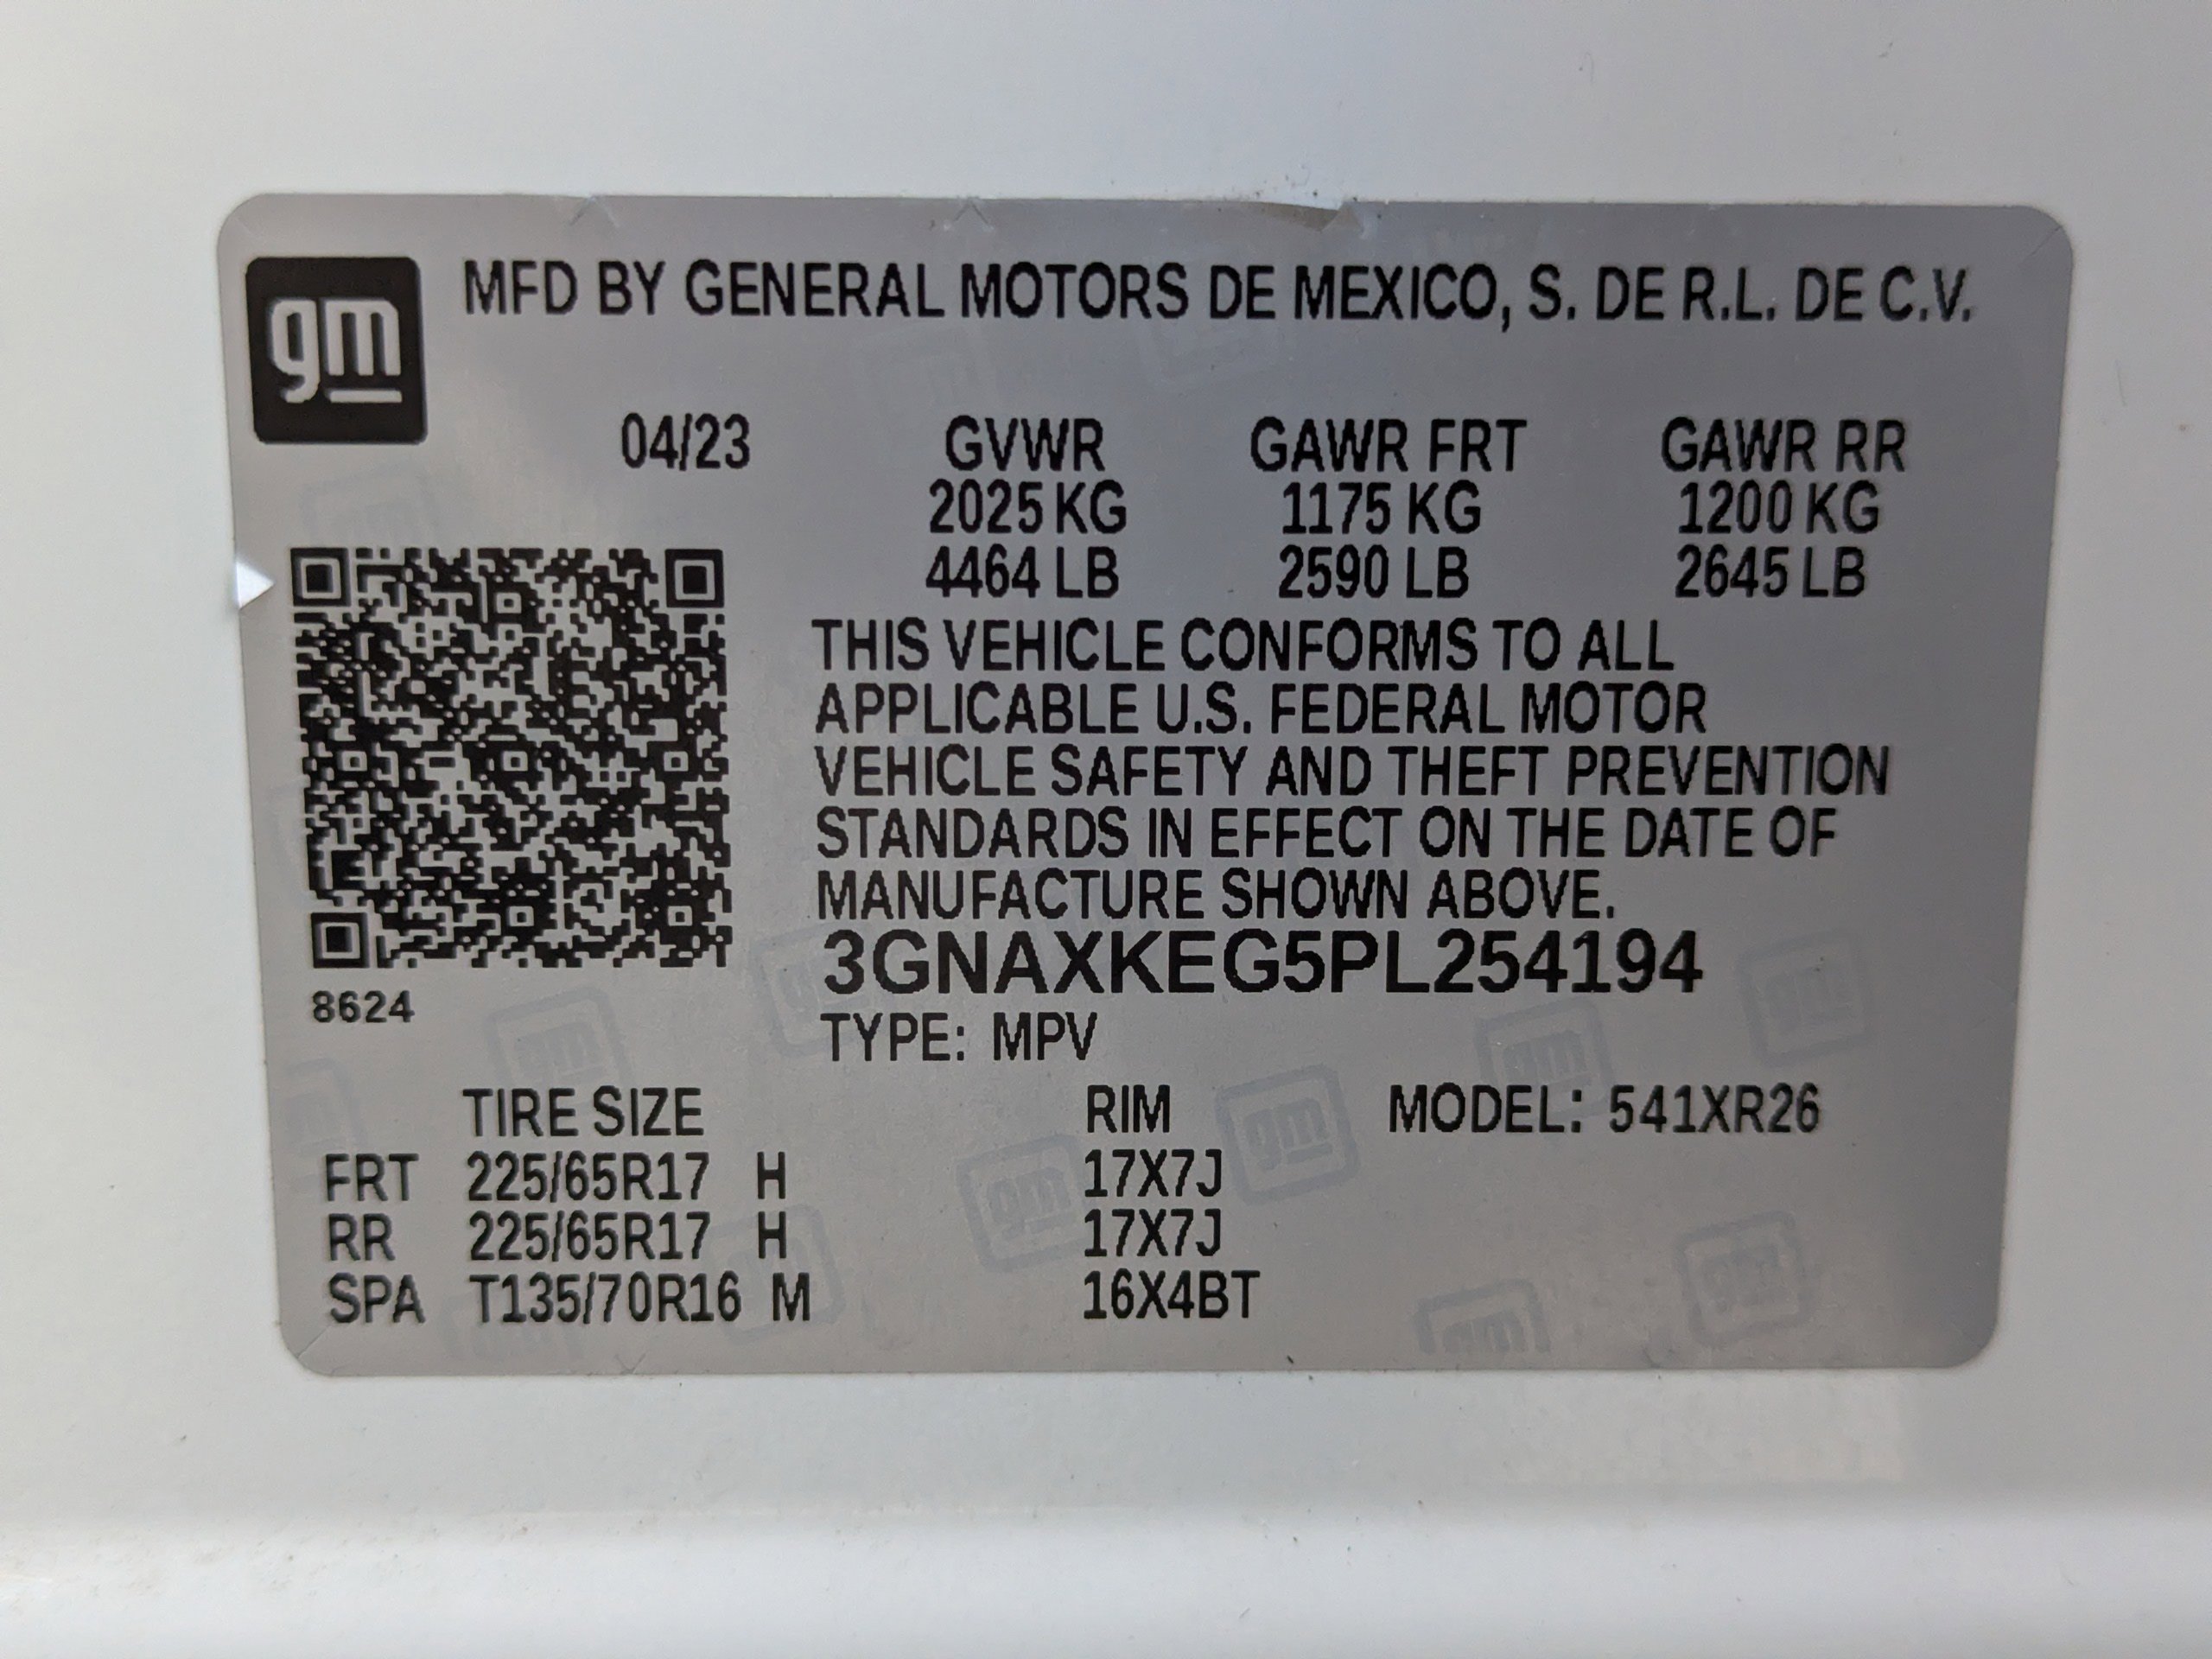 gm
MFD BY GENERAL MOTORS DE MEXICO, S. DE R.L. DE C.V.
04/23 GVWR GAWR FRT GAWR RR
2025 KG 1175 KG 1200 KG
4464 LB 2590 LB 2645 LB
THIS VEHICLE CONFORMS TO ALL
APPLICABLE U.S. FEDERAL MOTOR
VEHICLE SAFETY AND THEFT PREVENTION
STANDARDS IN EFFECT ON THE DATE OF
MANUFACTURE SHOWN ABOVE.
3GNAXKEG5PL254194
8624
TYPE: MPV
TIRE SIZE RIM MODEL: 541XR26
FRT 225/65R17 H 17X7J
RR 225/65R17 H 17X7J
SPA T135/70R16 M 16X4BT